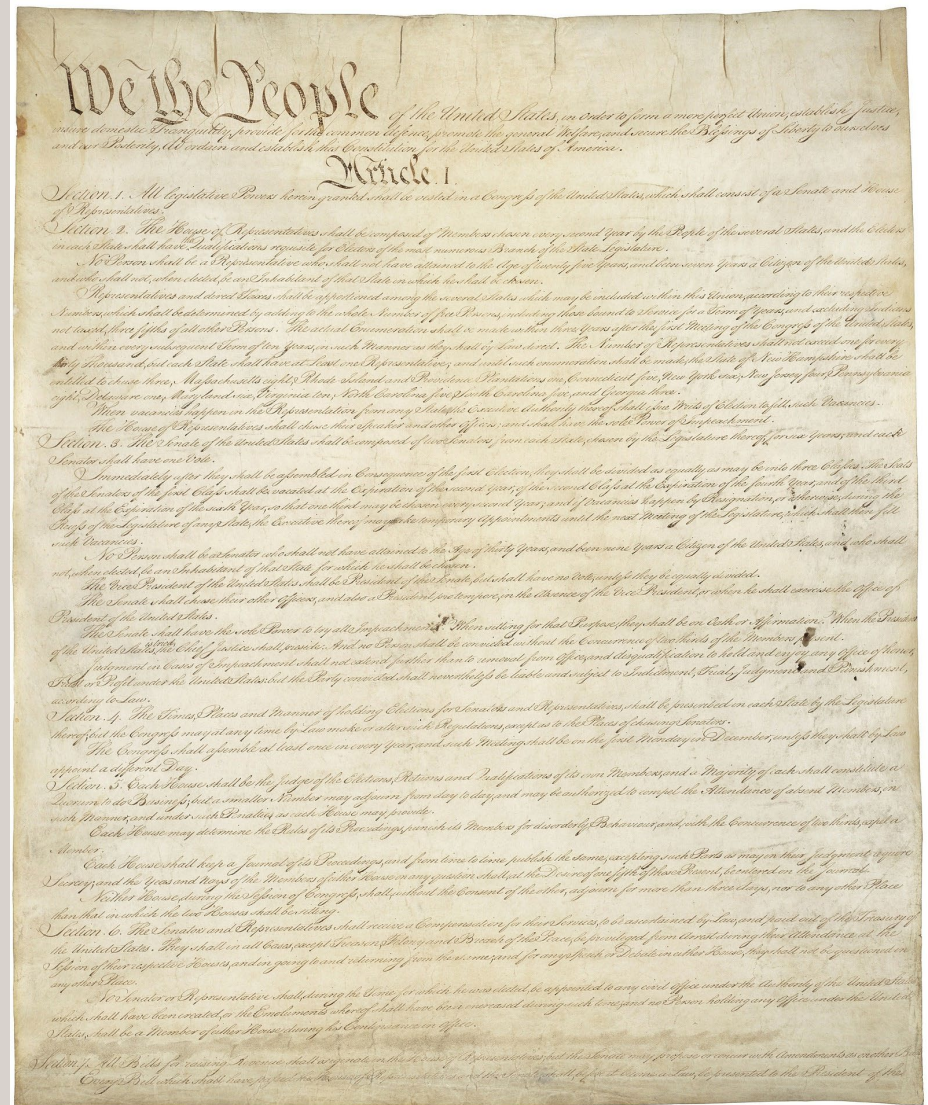 We the People of the United States, in Order to form a more perfect Union, establish Justice,
insure domestic Tranquility, provide for the common defence, promote the general Welfare, and secure the Blessings of Liberty to ourselves
and our Posterity, do ordain and establish this Constitution for the United States of America.
Article. I.
Section. 1. All legislative Powers herein granted shall be vested in a Congress of the United States, which shall consist of a Senate and House
of Representatives.
Section. 2. The House of Representatives shall be composed of Members chosen every second Year by the People of the several States, and the Electors
in each State shall have the Qualifications requisite for Electors of the most numerous Branch of the State Legislature.
No Person shall be a Representative who shall not have attained to the Age of twenty five Years, and been seven Years a Citizen of the United States,
and who shall not, when elected, be an Inhabitant of that State in which he shall be chosen.
Representatives and direct Taxes shall be apportioned among the several States which may be included within this Union, according to their respective
Numbers, which shall be determined by adding to the whole Number of free Persons, including those bound to Service for a Term of Years, and excluding Indians
not taxed, three fifths of all other Persons. The actual Enumeration shall be made within three Years after the first Meeting of the Congress of the United States,
and within every subsequent Term of ten Years, in such Manner as they shall by Law direct. The Number of Representatives shall not exceed one for every
thirty Thousand, but each State shall have at Least one Representative; and until such enumeration shall be made, the State of New Hampshire shall be
entitled to chuse three, Massachusetts eight, Rhode-Island and Providence Plantations one, Connecticut five, New-York six, New Jersey four, Pennsylvania
eight, Delaware one, Maryland six, Virginia ten, North Carolina five, South Carolina five, and Georgia three.
When vacancies happen in the Representation from any State, the Executive Authority thereof shall issue Writs of Election to fill such Vacancies.
The House of Representatives shall chuse their Speaker and other Officers; and shall have the sole Power of Impeachment.
Section. 3. The Senate of the United States shall be composed of two Senators from each State, chosen by the Legislature thereof, for six Years; and each
Senator shall have one Vote.
Immediately after they shall be assembled in Consequence of the first Election, they shall be divided as equally as may be into three Classes. The Seats
of the Senators of the first Class shall be vacated at the Expiration of the second Year, of the second Class at the Expiration of the fourth Year, and of the third
Class at the Expiration of the sixth Year, so that one third may be chosen every second Year; and if Vacancies happen by Resignation, or otherwise, during the
Recess of the Legislature of any State, the Executive thereof may make temporary Appointments until the next Meeting of the Legislature, which shall then fill
such Vacancies.
No Person shall be a Senator who shall not have attained to the Age of thirty Years, and been nine Years a Citizen of the United States, and who shall
not, when elected, be an Inhabitant of that State for which he shall be chosen.
The Vice President of the United States shall be President of the Senate, but shall have no Vote, unless they be equally divided.
The Senate shall chuse their other Officers, and also a President pro tempore, in the Absence of the Vice President, or when he shall exercise the Office of
President of the United States.
The Senate shall have the sole Power to try all Impeachments. When sitting for that Purpose, they shall be on Oath or Affirmation. When the President
of the United States is tried, the Chief Justice shall preside: And no Person shall be convicted without the Concurrence of two thirds of the Members present.
Judgment in Cases of Impeachment shall not extend further than to removal from Office, and disqualification to hold and enjoy any Office of honor,
Trust or Profit under the United States: but the Party convicted shall nevertheless be liable and subject to Indictment, Trial, Judgment and Punishment,
according to Law.
Section. 4. The Times, Places and Manner of holding Elections for Senators and Representatives, shall be prescribed in each State by the Legislature
thereof; but the Congress may at any time by Law make or alter such Regulations, except as to the Places of chusing Senators.
The Congress shall assemble at least once in every Year, and such Meeting shall be on the first Monday in December, unless they shall by Law
appoint a different Day.
Section. 5. Each House shall be the Judge of the Elections, Returns and Qualifications of its own Members, and a Majority of each shall constitute a
Quorum to do Business; but a smaller Number may adjourn from day to day, and may be authorized to compel the Attendance of absent Members, in
such Manner, and under such Penalties as each House may provide.
Each House may determine the Rules of its Proceedings, punish its Members for disorderly Behaviour, and, with the Concurrence of two thirds, expel a
Member.
Each House shall keep a Journal of its Proceedings, and from time to time publish the same, excepting such Parts as may in their Judgment require
Secrecy; and the Yeas and Nays of the Members of either House on any question shall, at the Desire of one fifth of those Present, be entered on the Journal.
Neither House, during the Session of Congress, shall, without the Consent of the other, adjourn for more than three days, nor to any other Place
than that in which the two Houses shall be sitting.
Section. 6. The Senators and Representatives shall receive a Compensation for their Services, to be ascertained by Law, and paid out of the Treasury of
the United States. They shall in all Cases, except Treason, Felony and Breach of the Peace, be privileged from Arrest during their Attendance at the
Session of their respective Houses, and in going to and returning from the same; and for any Speech or Debate in either House, they shall not be questioned in
any other Place.
No Senator or Representative shall, during the Time for which he was elected, be appointed to any civil Office under the Authority of the United States,
which shall have been created, or the Emoluments whereof shall have been encreased during such time; and no Person holding any Office under the United
States, shall be a Member of either House during his Continuance in Office.
Section. 7. All Bills for raising Revenue shall originate in the House of Representatives; but the Senate may propose or concur with Amendments as on other Bills.
Every Bill which shall have passed the House of Representatives and the Senate, shall, before it become a Law, be presented to the President of the